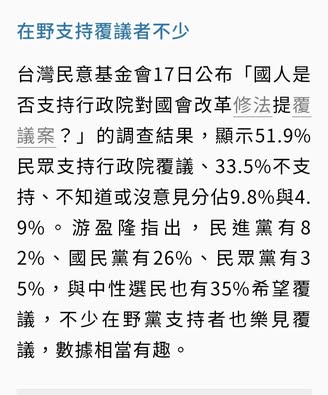 在野支持覆議者不少
台灣民意基金會17日公布「國人是
否支持行政院對國會改革修法提覆
議案？」的調查結果，顯示51.9%
民眾支持行政院覆議、33.5%不支
持、不知道或沒意見分佔9.8%與4.
9%。游盈隆指出，民進黨有8
2%、國民黨有26%、民眾黨有3
5%，與中性選民也有35%希望覆
議，不少在野黨支持者也樂見覆
議，數據相當有趣。